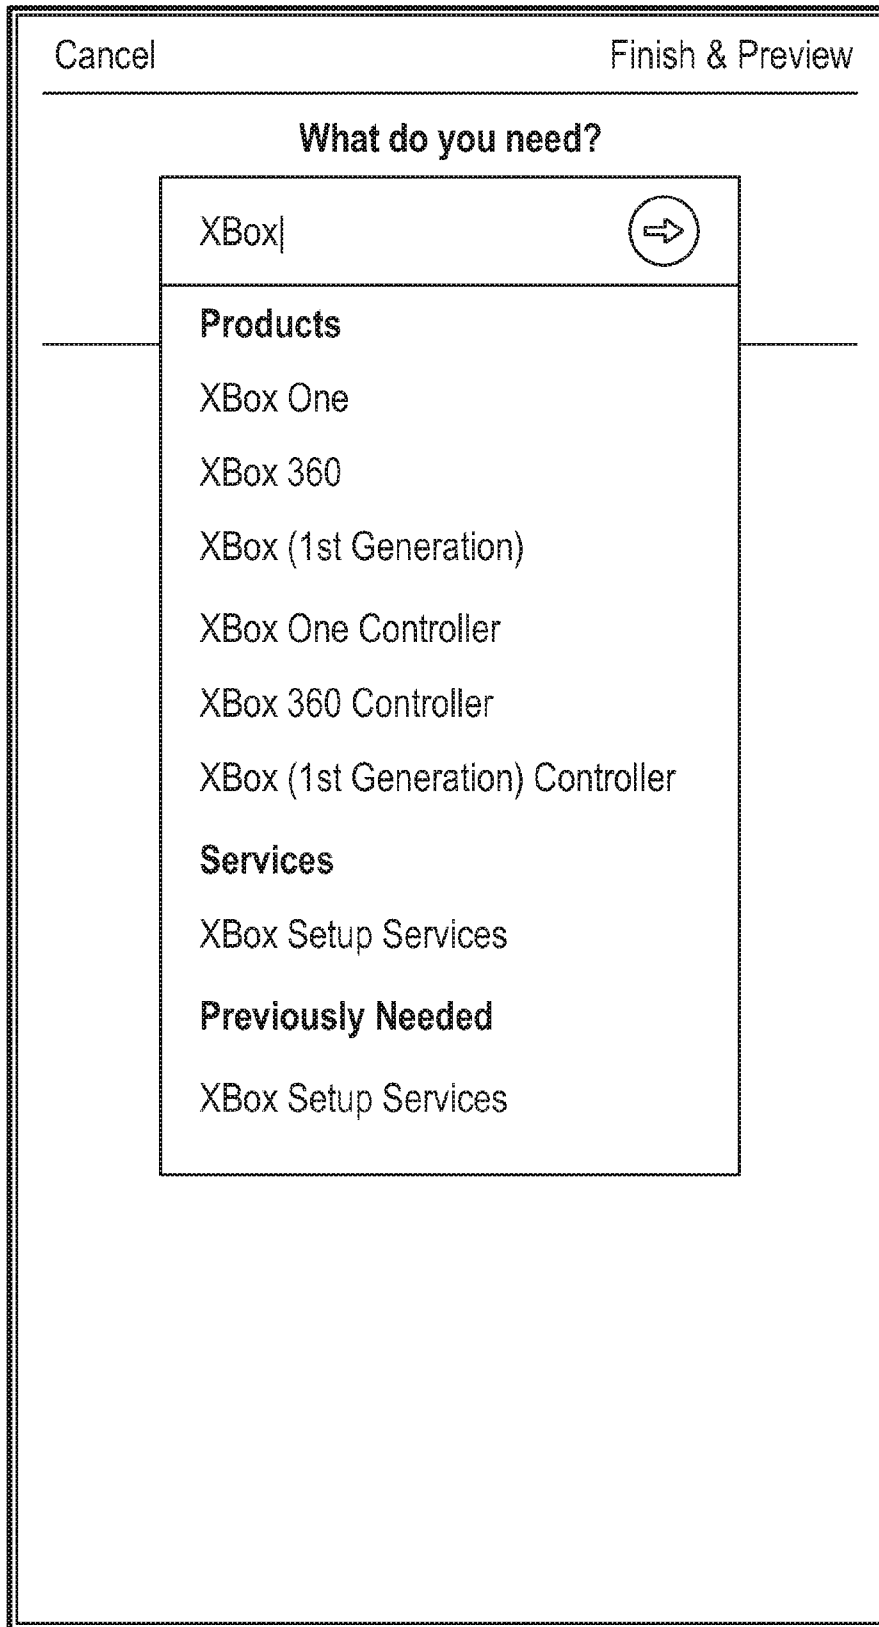 Cancel Finish & Preview
What do you need?
XBox
Products
XBox One
XBox 360
XBox (1st Generation)
XBox One Controller
XBox 360 Controller
XBox (1st Generation) Controller
Services
XBox Setup Services
Previously Needed
XBox Setup Services